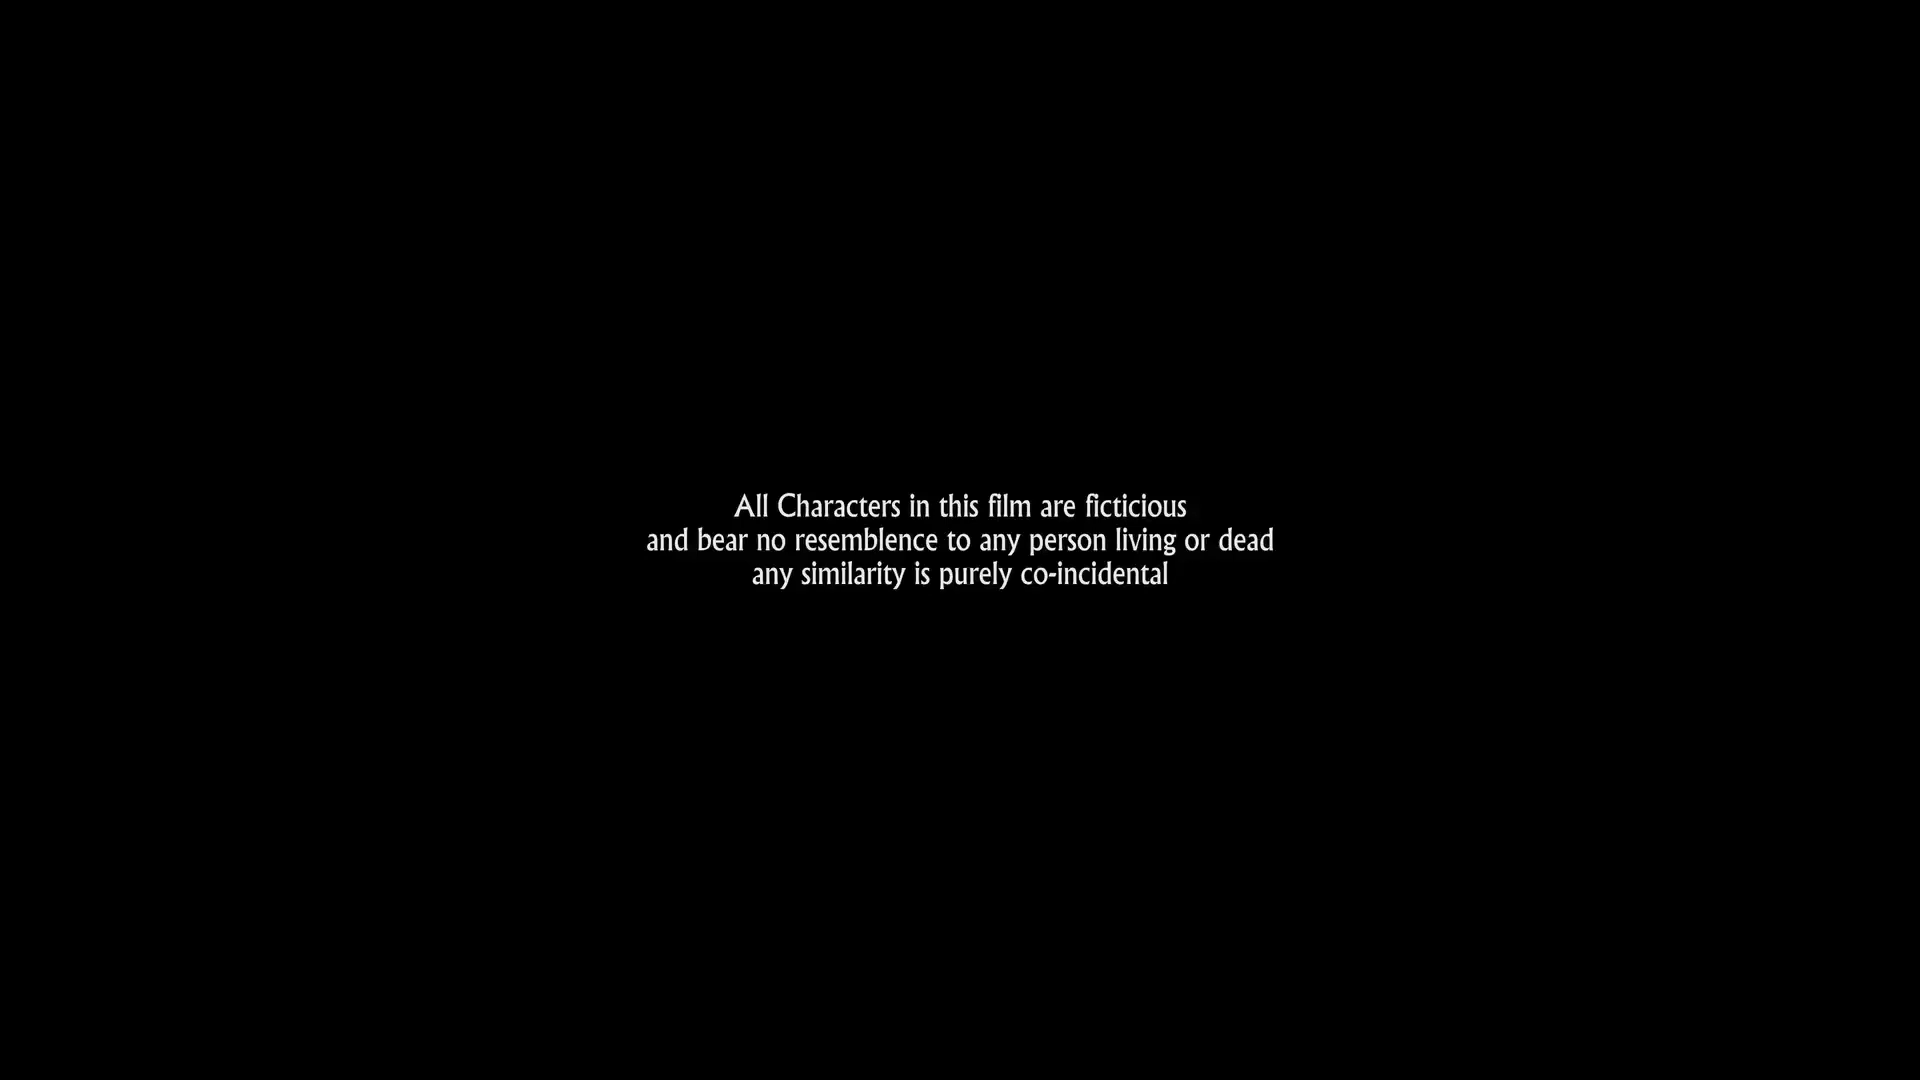 All Characters in this film are ficticious
and bear no resemblence to any person living or dead
any similarity is purely co-incidental